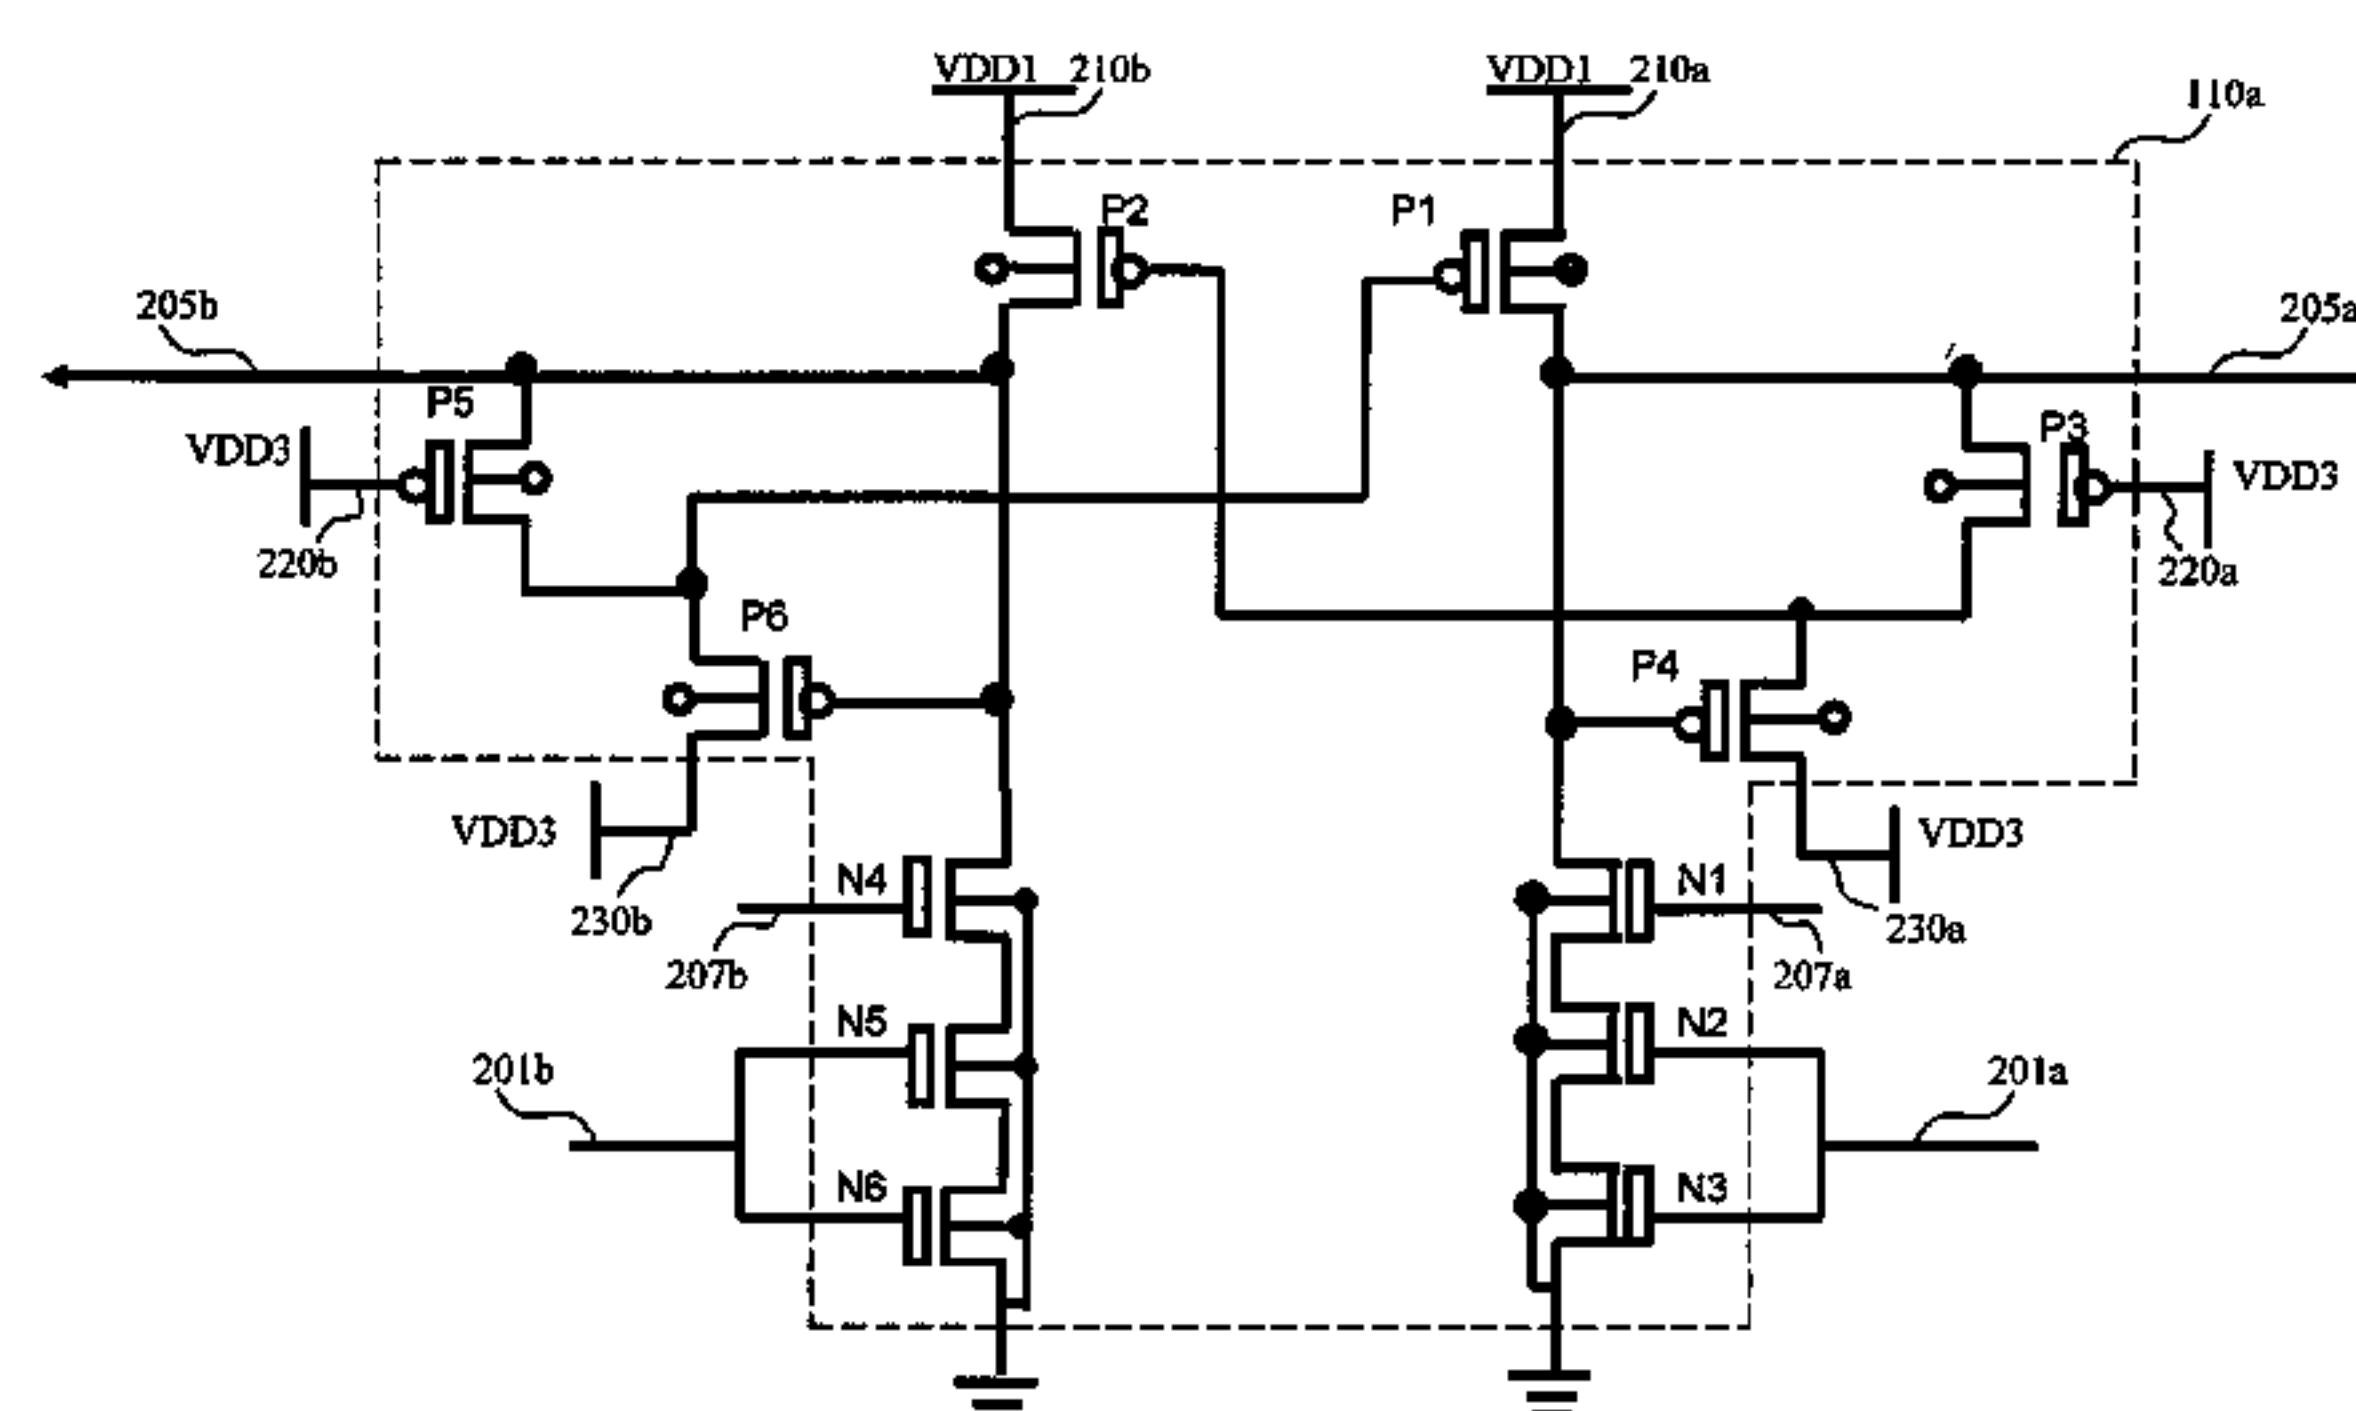 VDD1 210b
VDD1 210a
110a
P2
P1
205b
205a
P5
P3
VDD3
VDD3
220b
220a
P6
P4
VDD3
VDD3
N4
N1
230b
230a
207b
207a
N5
N2
201b
201a
N6
N3